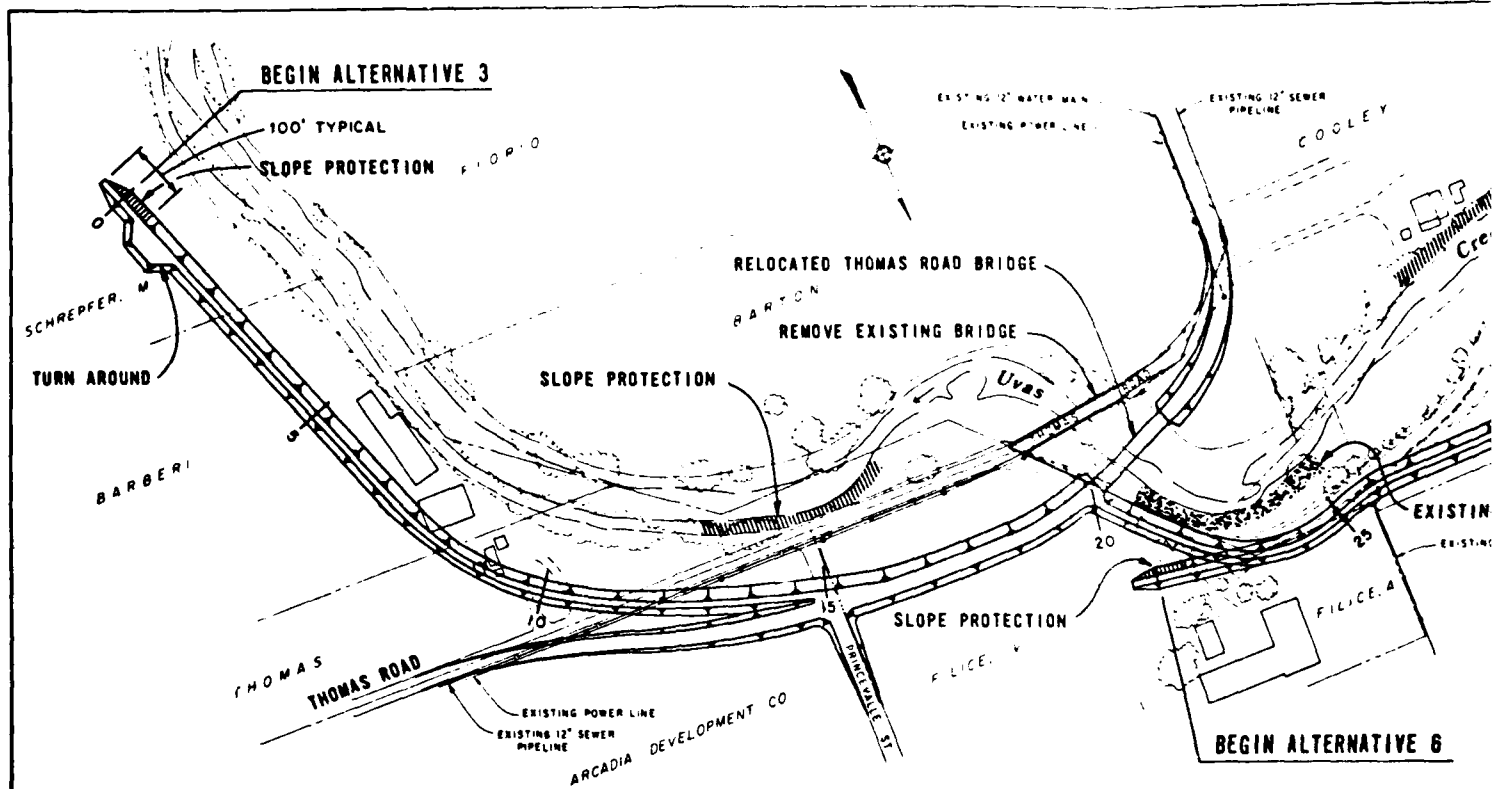 BEGIN ALTERNATIVE 3
100' TYPICAL
SLOPE PROTECTION
FIORIO
EXISTING 12" WATER MAIN
EXISTING POWER LINE
EXISTING 12" SEWER
PIPELINE
COOLEY
0
SCHREPFER, M
TURN AROUND
RELOCATED THOMAS ROAD BRIDGE
BARTON
REMOVE EXISTING BRIDGE
SLOPE PROTECTION
Uvas
Cre
5
BARBERI
EXISTIN
EXISTING
10
15
20
25
SLOPE PROTECTION
FILICE, A
THOMAS
THOMAS ROAD
PRINCEVALLE ST
FILICE,
EXISTING POWER LINE
EXISTING 12" SEWER
PIPELINE
ARCADIA DEVELOPMENT CO
BEGIN ALTERNATIVE 6